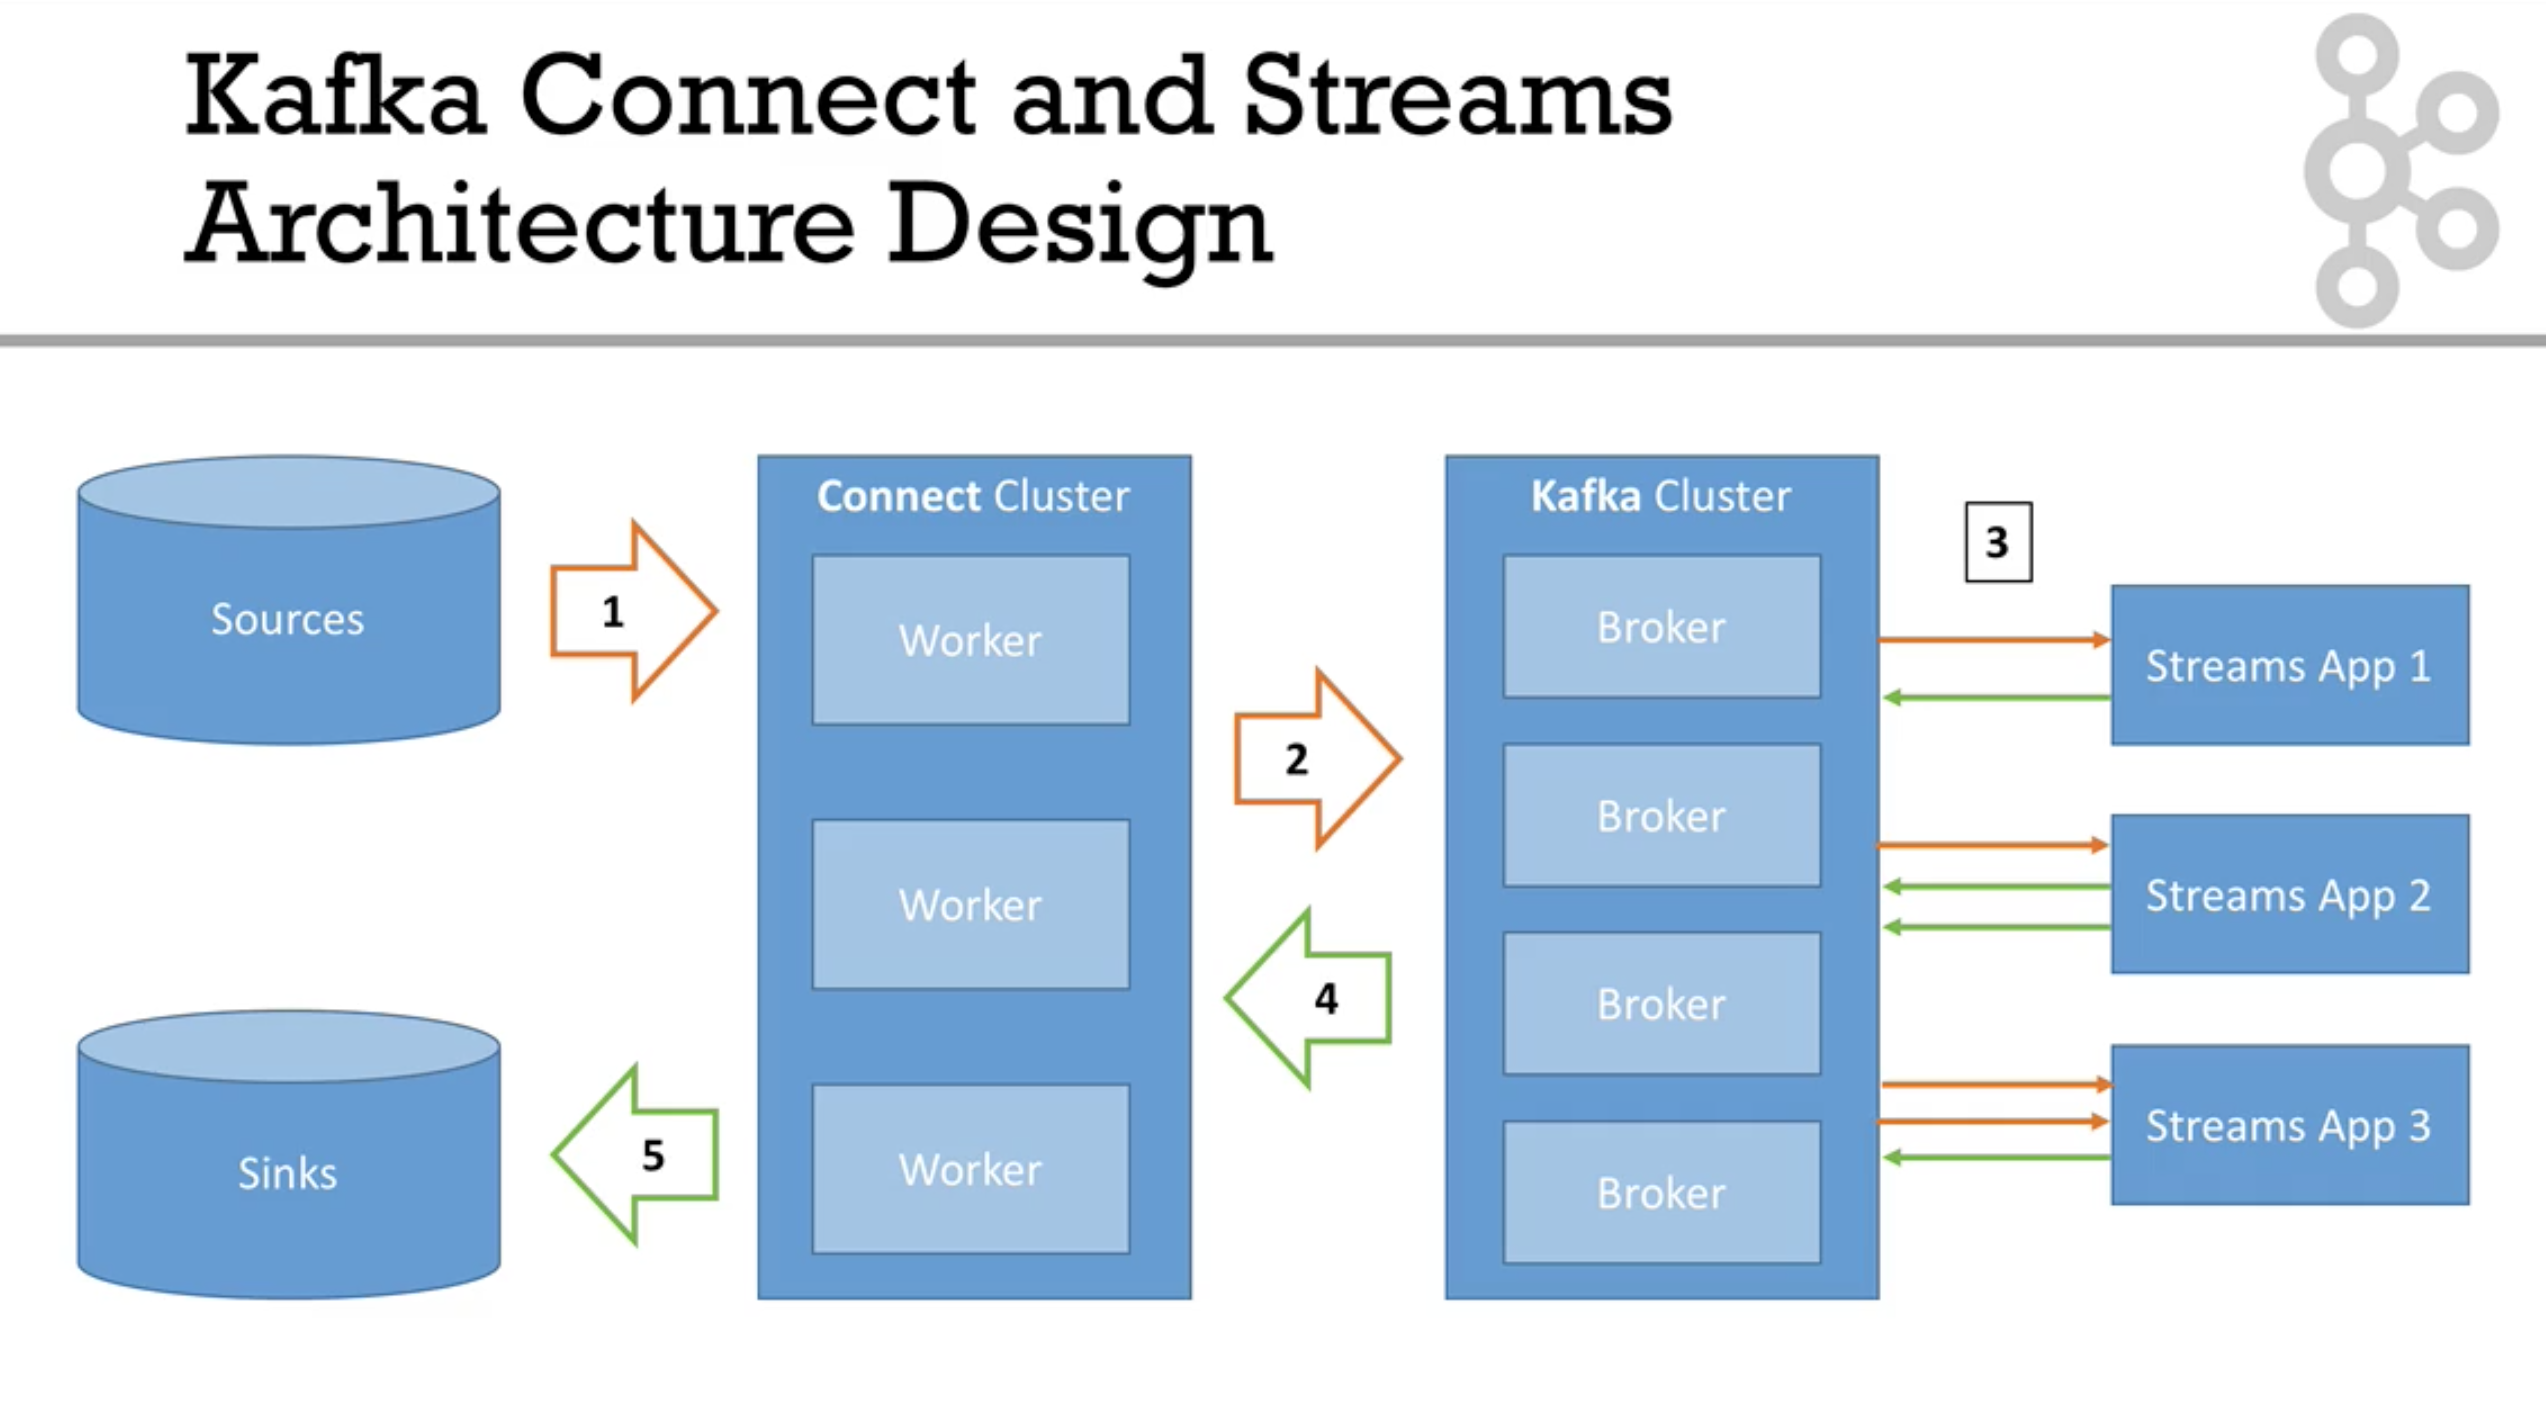 Kafka Connect and Streams
Architecture Design
Sources
1
Connect Cluster
Worker
Worker
Worker
2
4
Kafka Cluster
Broker
Broker
Broker
Broker
3
Streams App 1
Streams App 2
Streams App 3
Sinks
5